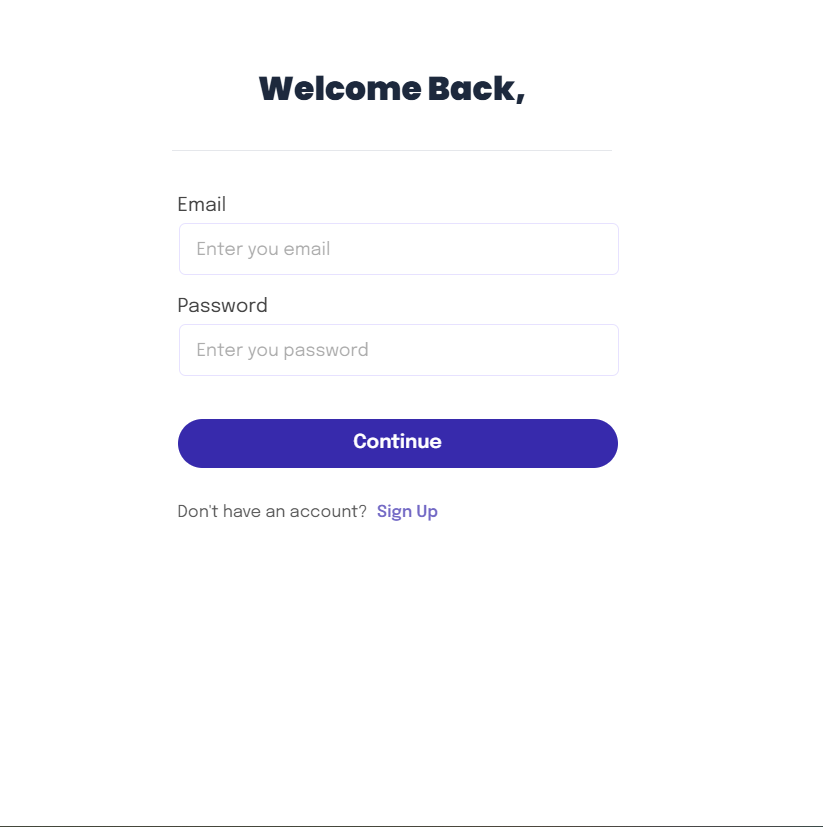 Welcome Back,
Email
Enter you email
Password
Enter you password
Continue
Don't have an account? Sign Up